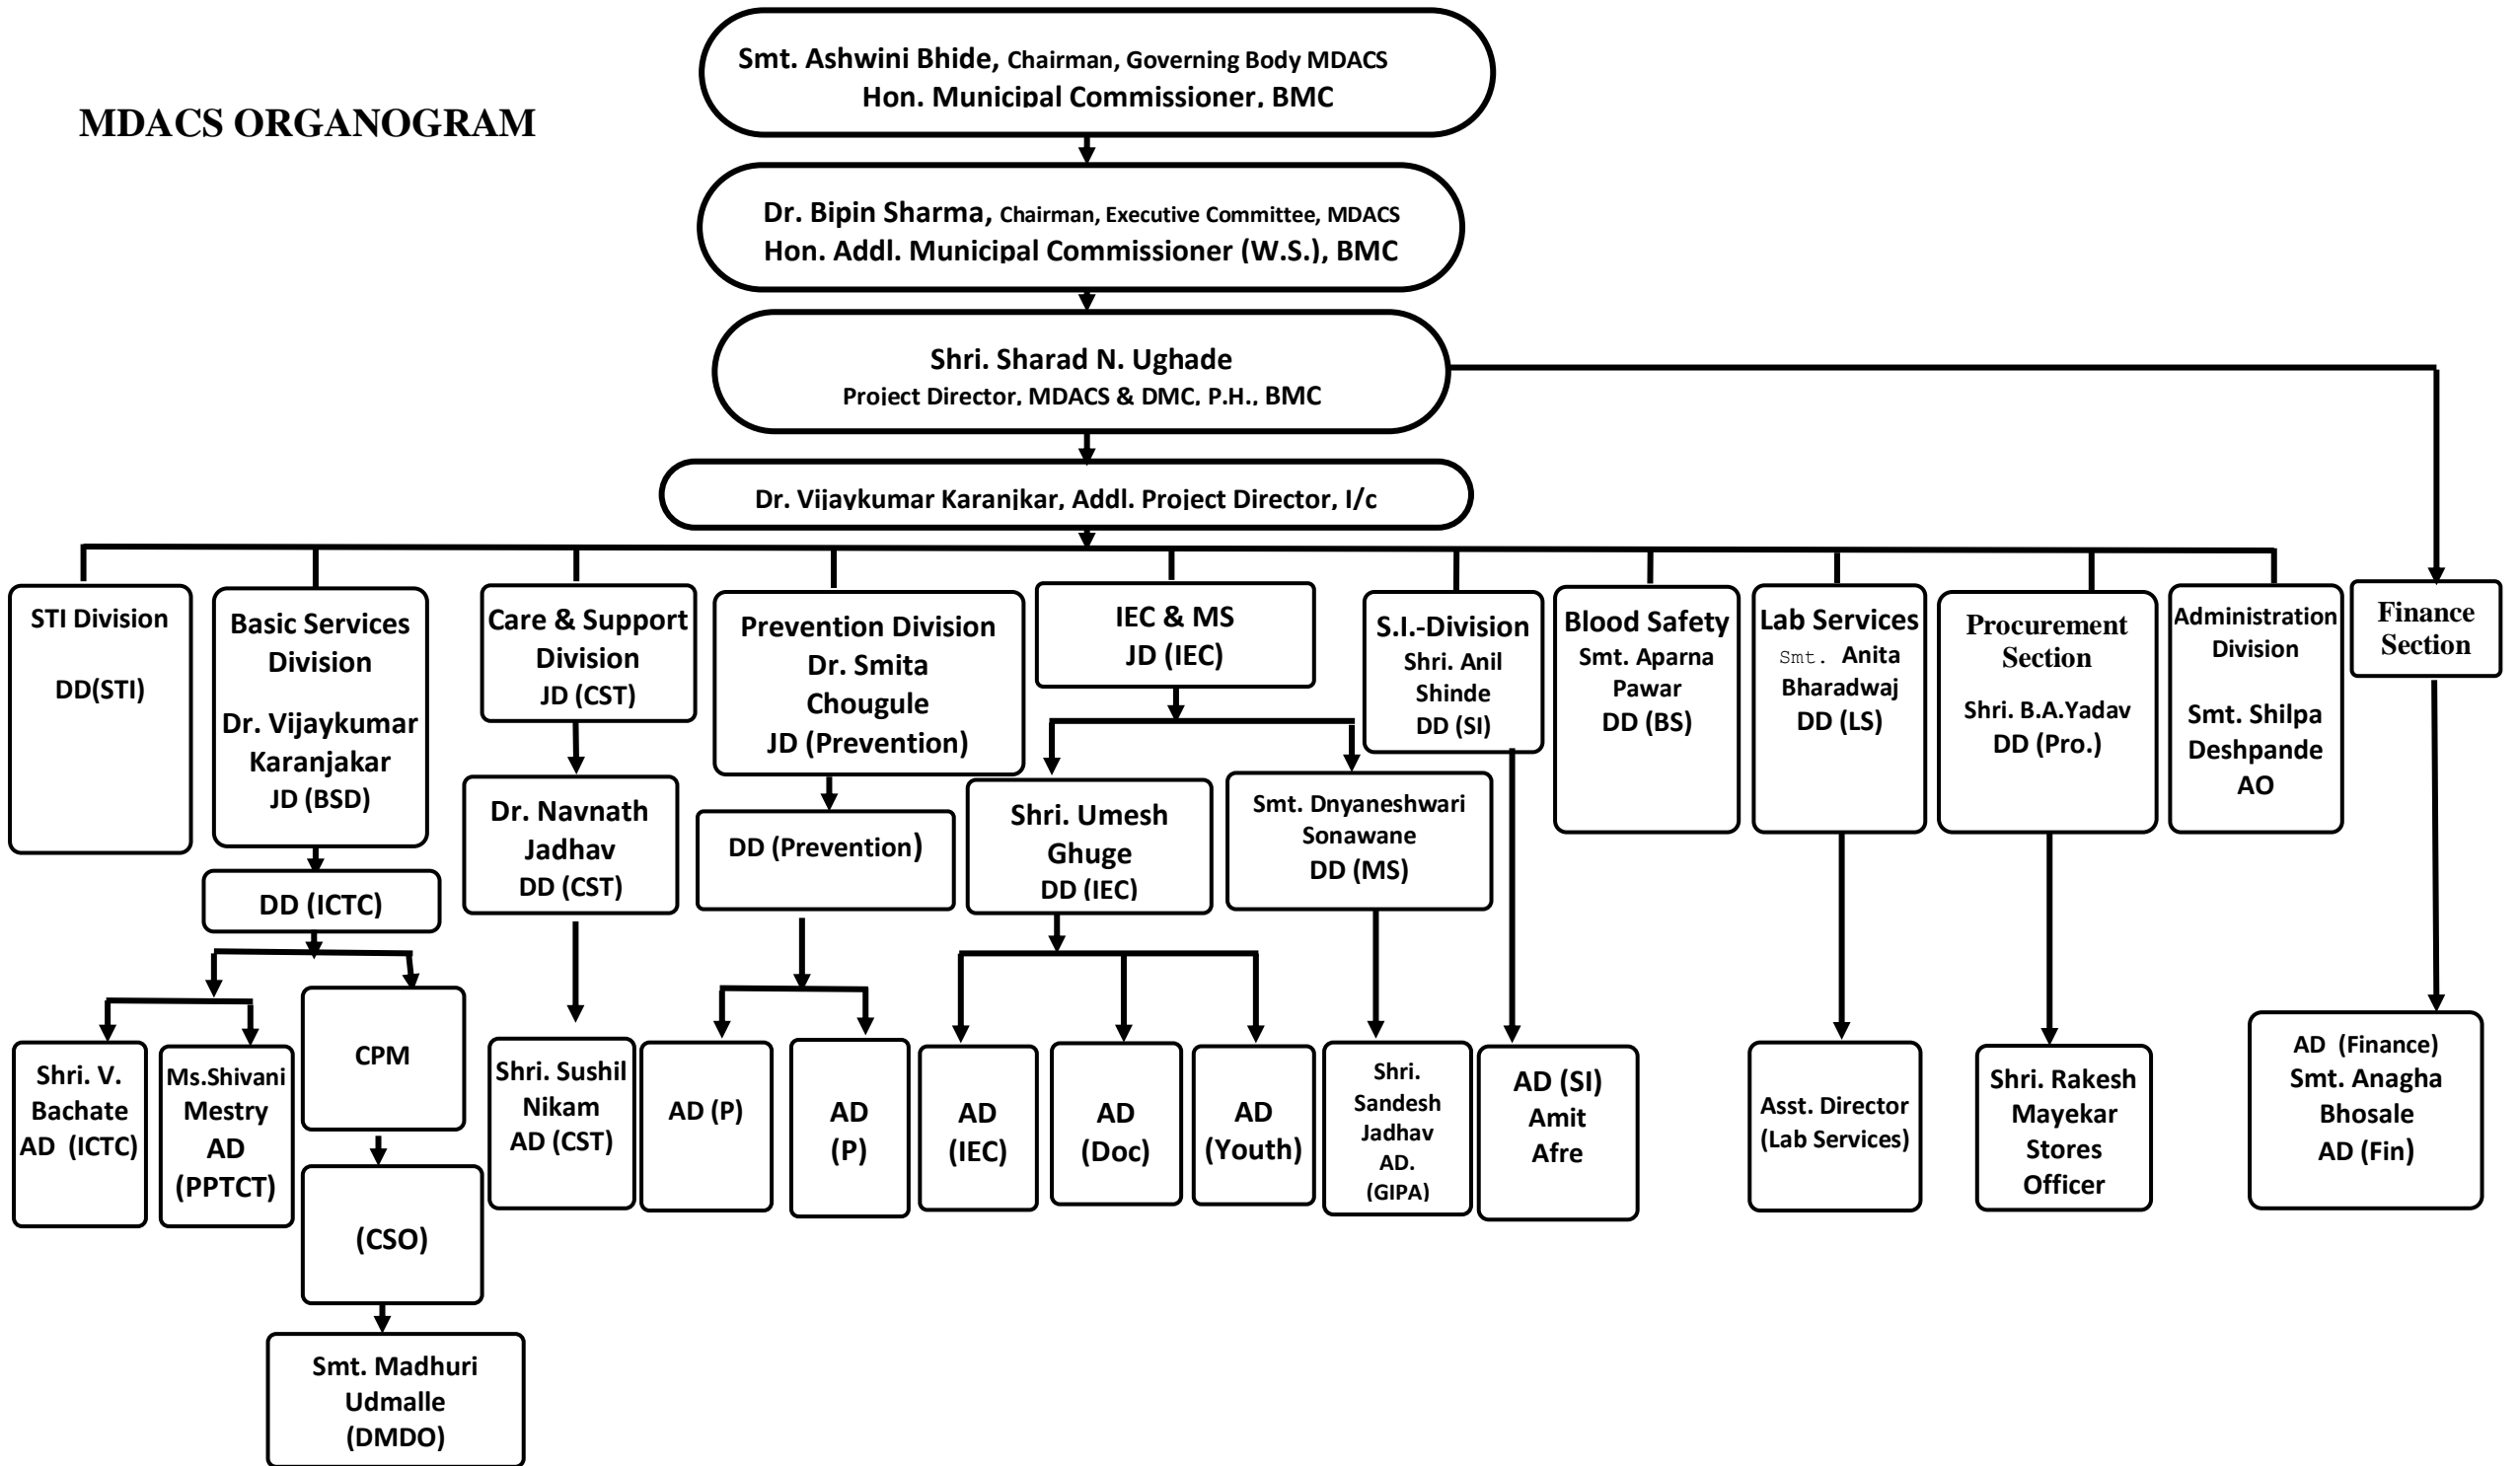 MDACS ORGANOGRAM
Smt. Ashwini Bhide, Chairman, Governing Body MDACS
Hon. Municipal Commissioner, BMC
Dr. Bipin Sharma, Chairman, Executive Committee, MDACS
Hon. Addl. Municipal Commissioner (W.S.), BMC
Shri. Sharad N. Ughade
Project Director, MDACS & DMC, P.H., BMC
Dr. Vijaykumar Karanjkar, Addl. Project Director, I/c
STI Division
DD(STI)
Basic Services
Division
Dr. Vijaykumar
Karanjakar
JD (BSD)
Care & Support
Division
JD (CST)
Prevention Division
Dr. Smita
Chougule
JD (Prevention)
IEC & MS
JD (IEC)
S.I.-Division
Shri. Anil
Shinde
DD (SI)
Blood Safety
Smt. Aparna
Pawar
DD (BS)
Lab Services
Smt. Anita
Bharadwaj
DD (LS)
Procurement
Section
Shri. B.A.Yadav
DD (Pro.)
Administration
Division
Smt. Shilpa
Deshpande
AO
Finance
Section
DD (ICTC)
Dr. Navnath
Jadhav
DD (CST)
DD (Prevention)
Shri. Umesh
Ghuge
DD (IEC)
Smt. Dnyaneshwari
Sonawane
DD (MS)
Shri. V.
Bachate
AD (ICTC)
Ms.Shivani
Mestry
AD
(PPTCT)
CPM
Shri. Sushil
Nikam
AD (CST)
AD (P)
AD
(P)
AD
(IEC)
AD
(Doc)
AD
(Youth)
Shri.
Sandesh
Jadhav
AD.
(GIPA)
AD (SI)
Amit
Afre
Asst. Director
(Lab Services)
Shri. Rakesh
Mayekar
Stores
Officer
AD (Finance)
Smt. Anagha
Bhosale
AD (Fin)
(CSO)
Smt. Madhuri
Udmalle
(DMDO)